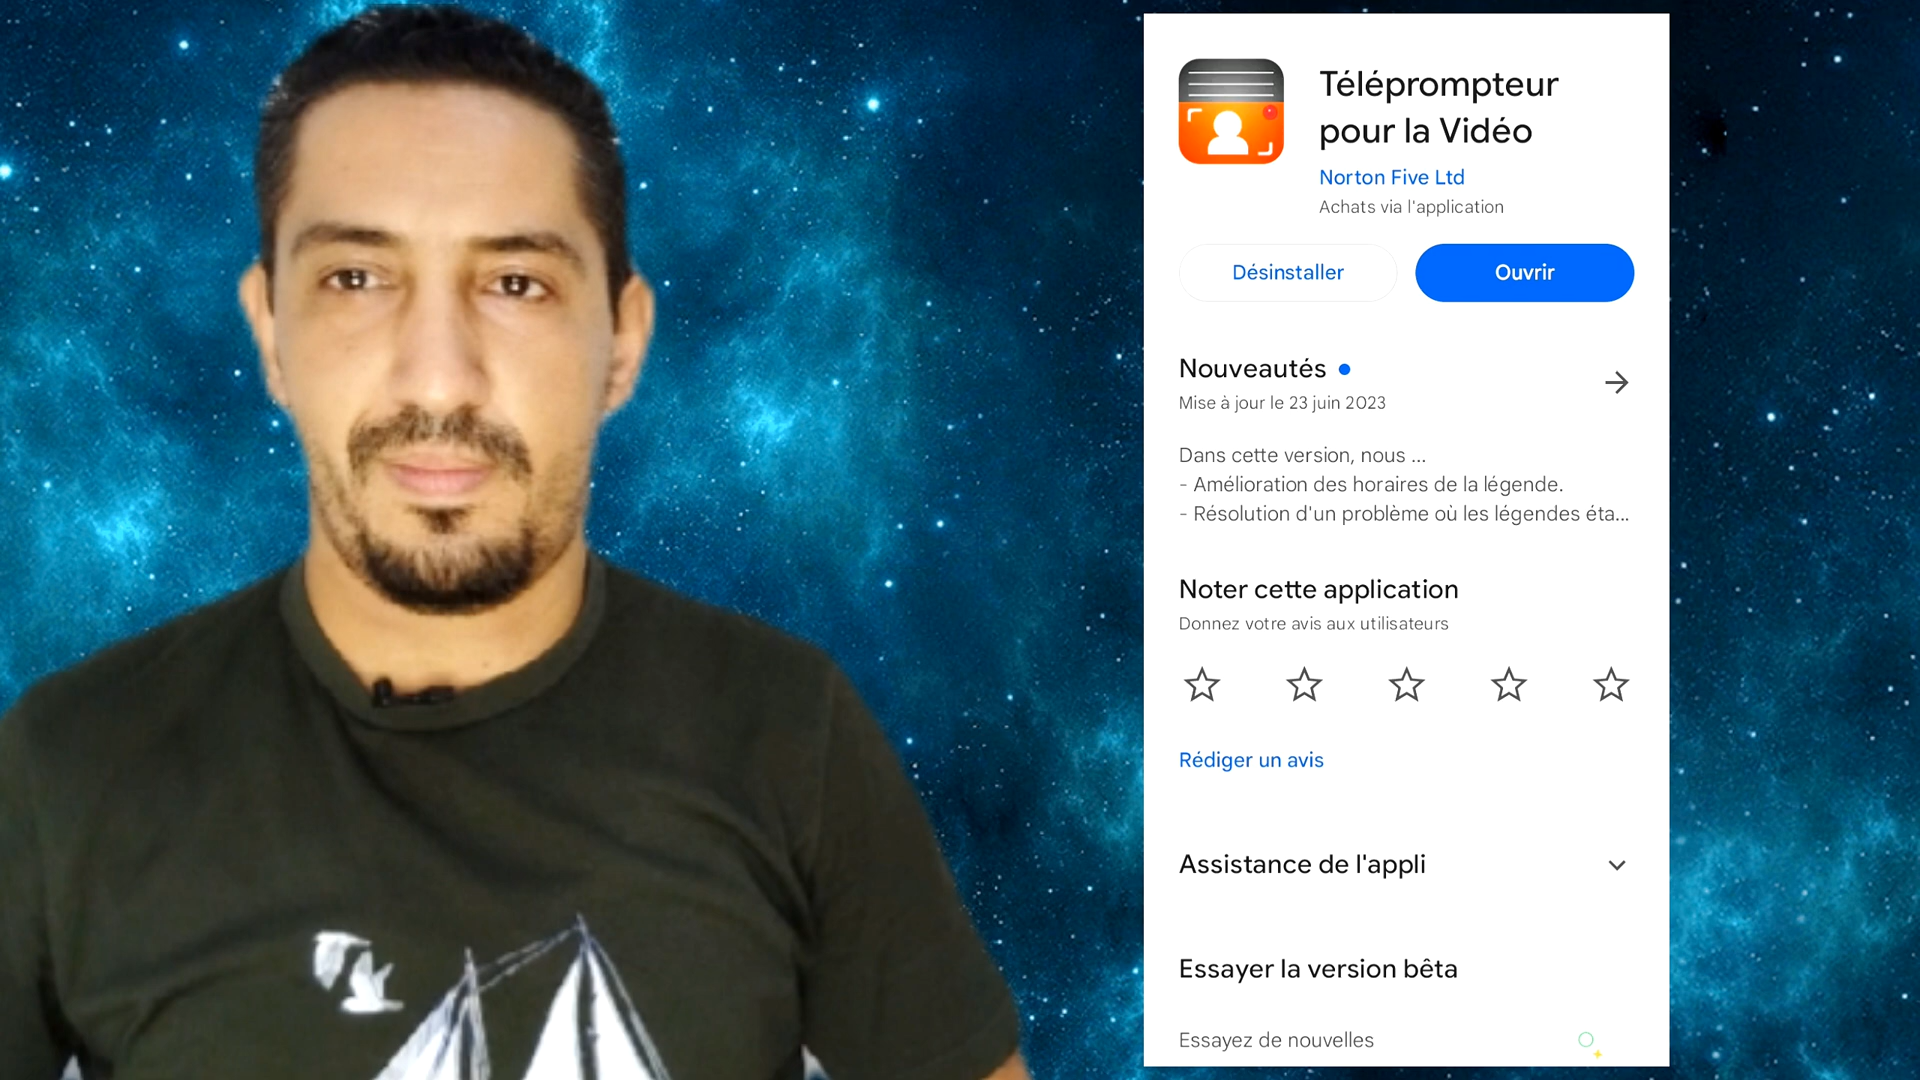 Téléprompteur
pour la Vidéo
Norton Five Ltd
Achats via l'application
Désinstaller
Ouvrir
Nouveautés
Mise à jour le 23 juin 2023
Dans cette version, nous ...
- Amélioration des horaires de la légende.
- Résolution d'un problème où les légendes éta...
Noter cette application
Donnez votre avis aux utilisateurs
Rédiger un avis
Assistance de l'appli
Essayer la version bêta
Essayez de nouvelles